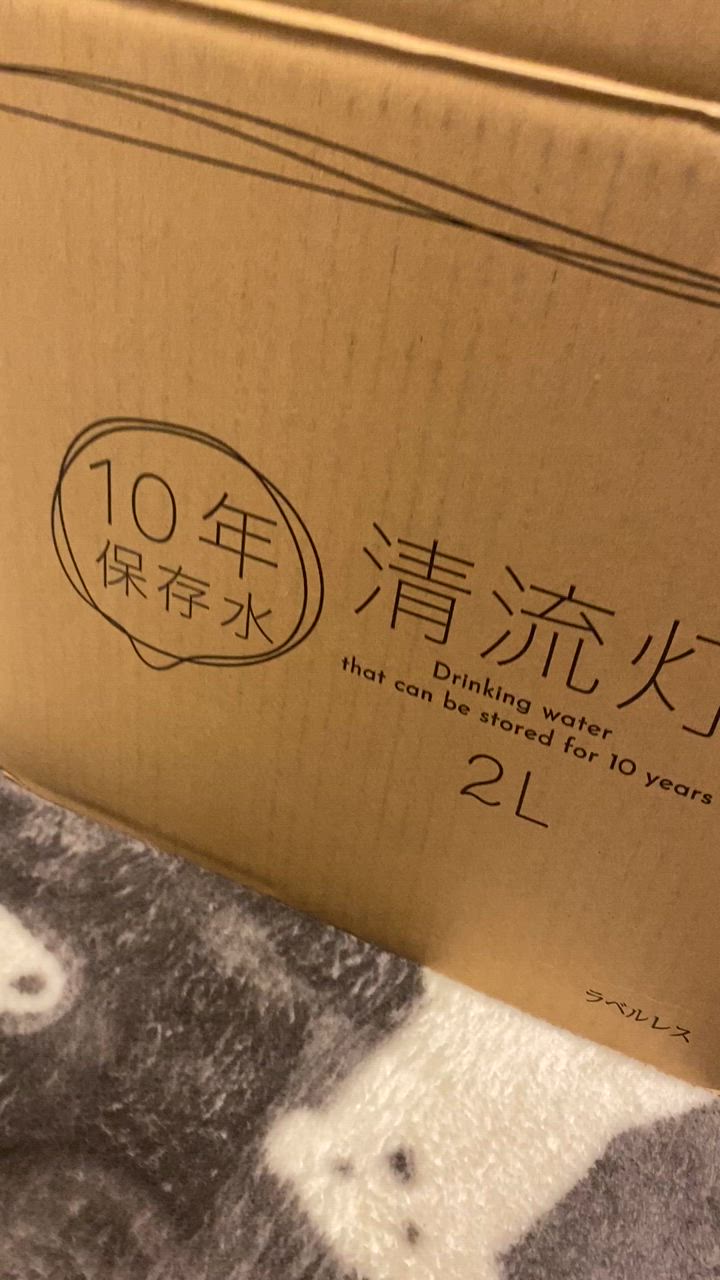 10年
保存水
清流灯
Drinking water
that can be stored for 10 years
2L
ラベルレス